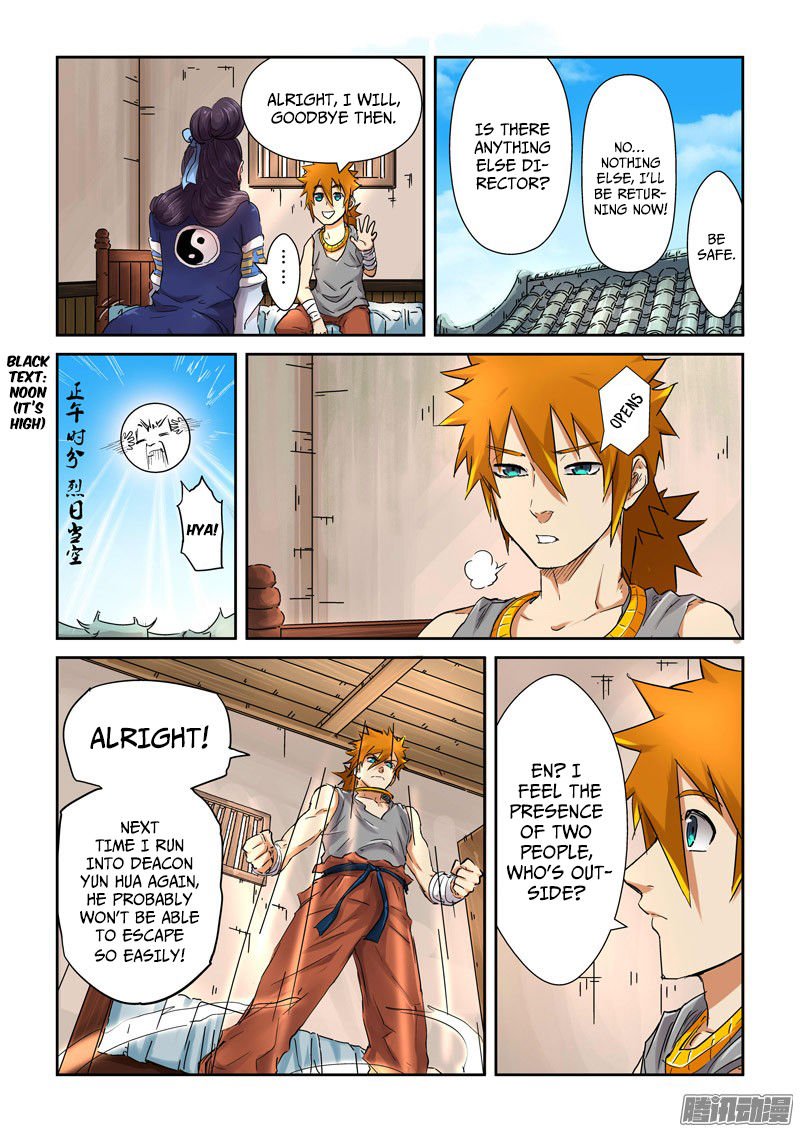 ALRIGHT, I WILL,
GOODBYE THEN.
......
IS THERE
ANYTHING
ELSE DI-
RECTOR?
NO...
NOTHING
ELSE, I'LL
BE RETUR-
NING NOW!
BE
SAFE.
BLACK
TEXT:
NOON
(IT'S
HIGH)
正午时分 烈日当空
HYA!
OPENS
ALRIGHT!
NEXT
TIME I RUN
INTO DEACON
YUN HUA AGAIN,
HE PROBABLY
WON'T BE ABLE
TO ESCAPE
SO EASILY!
EN? I
FEEL THE
PRESENCE
OF TWO
PEOPLE,
WHO'S OUT-
SIDE?
腾讯动漫